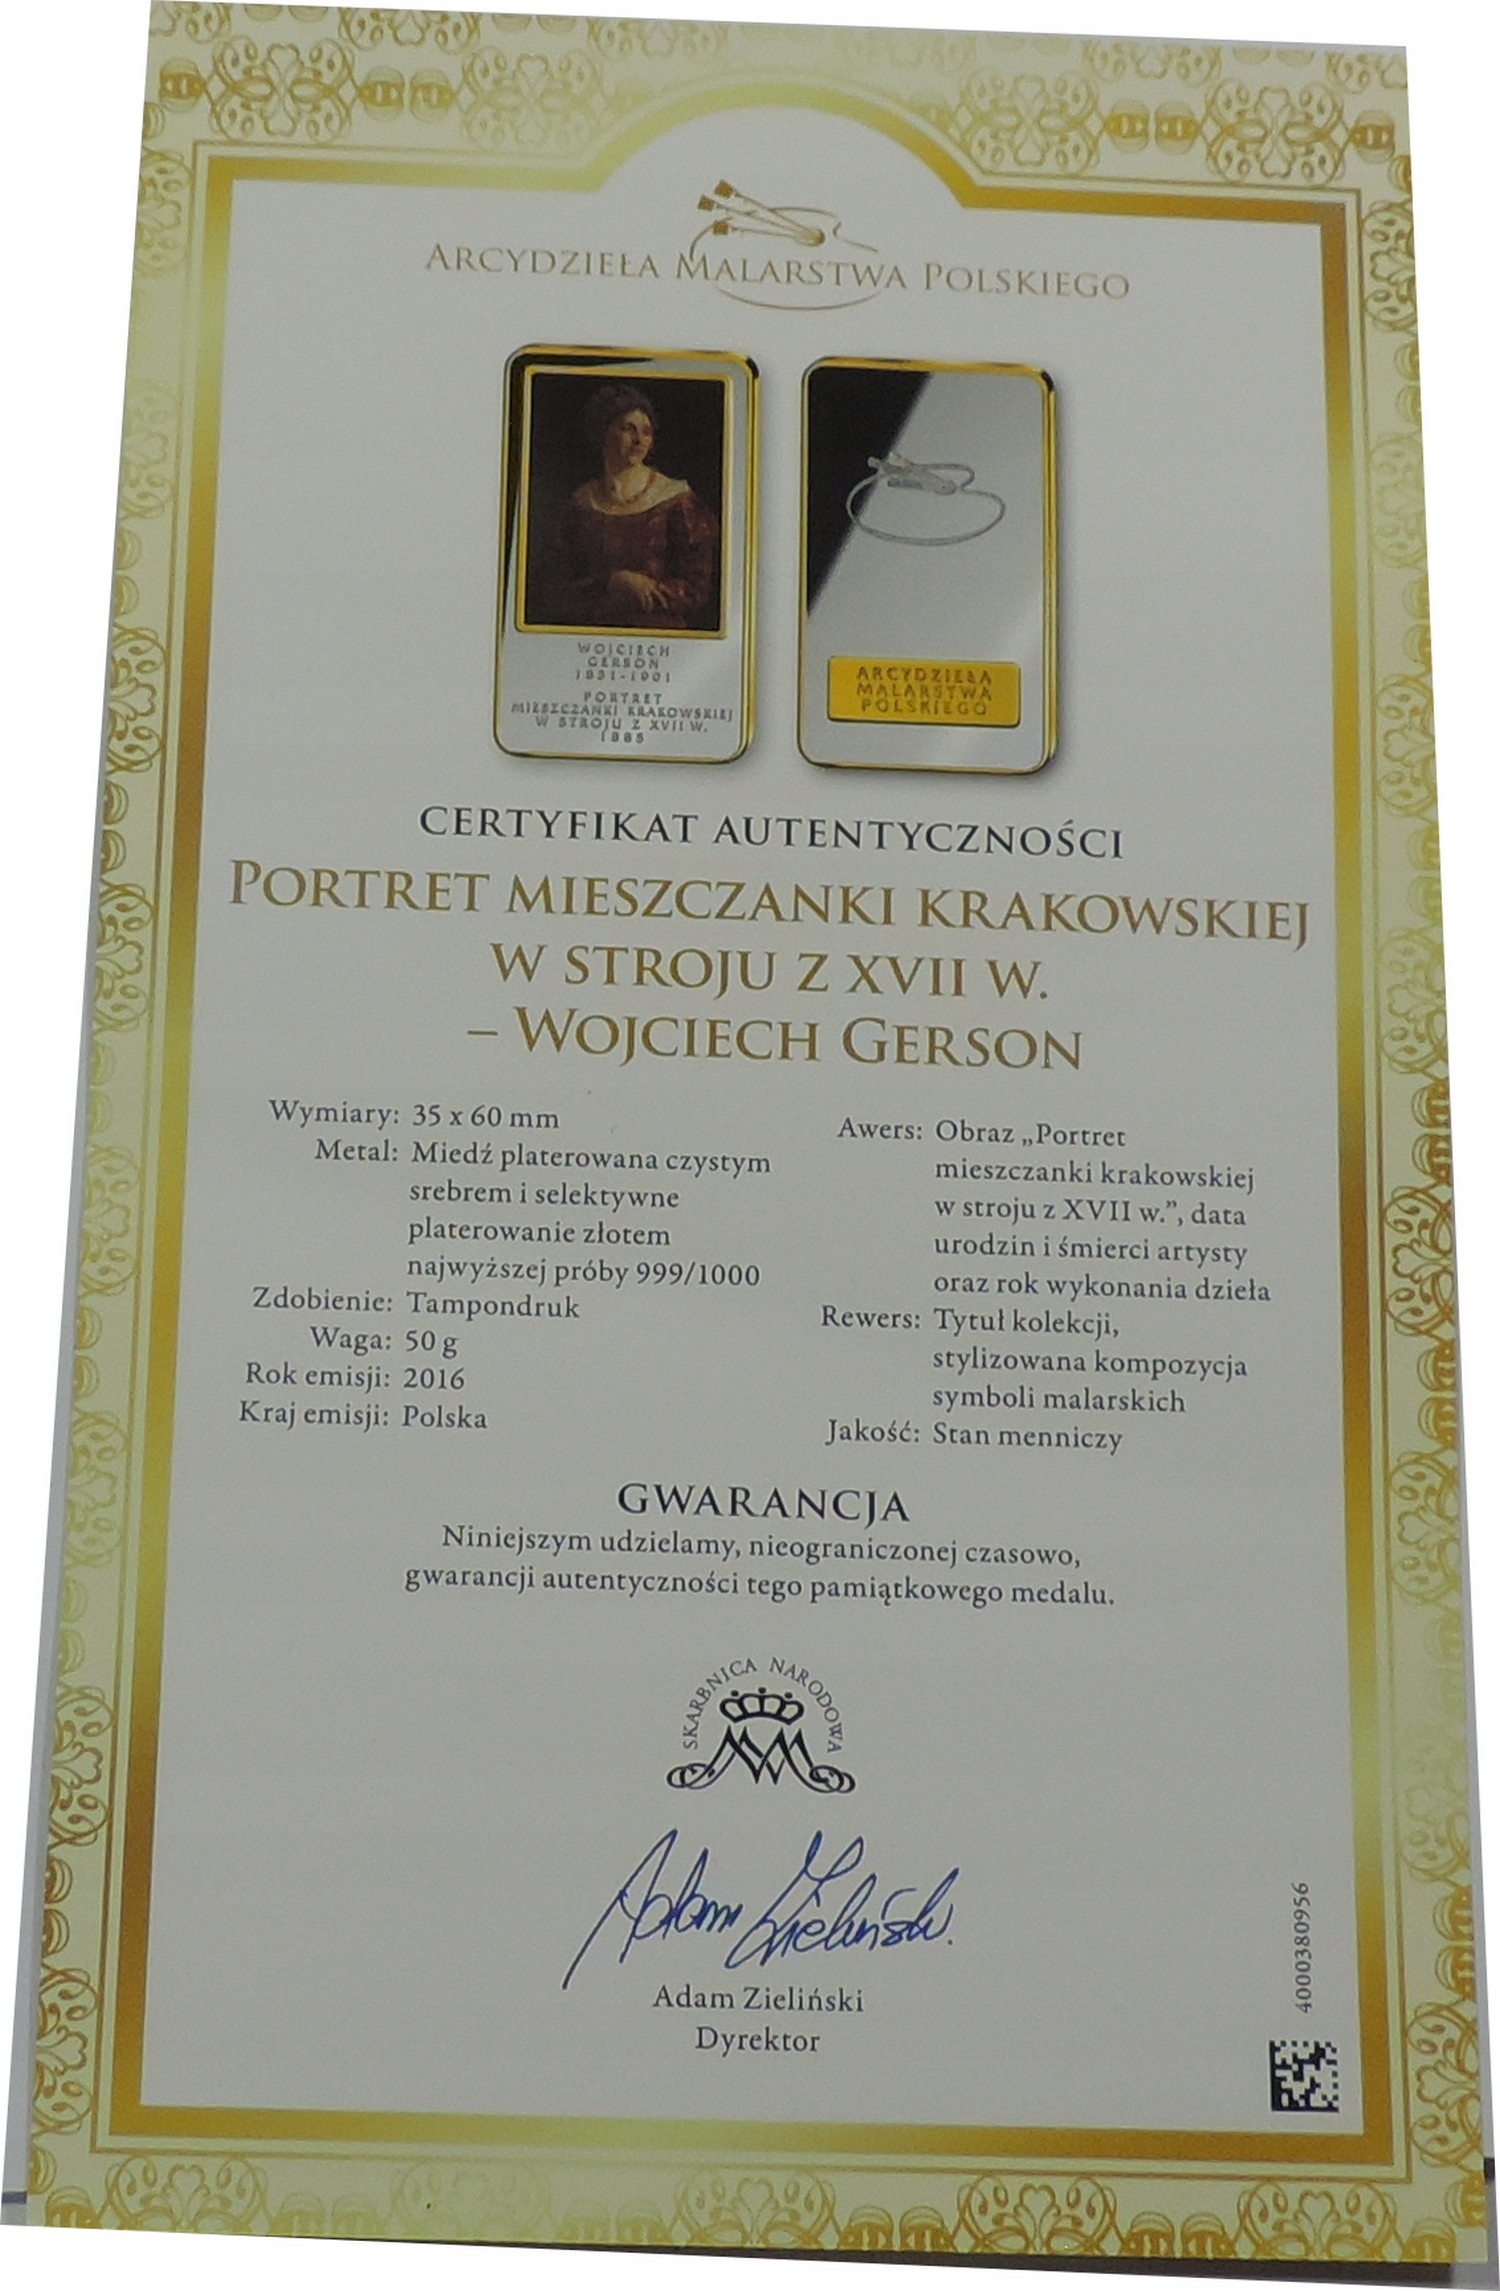 ARCYDZIEŁA MALARSTWA POLSKIEGO
WOJCIECH
GERSON
1831-1901
PORTRET
MIESZCZANKI KRAKOWSKIEJ
W STROJU Z XVII W.
1885
ARCYDZIEŁA
MALARSTWA
POLSKIEGO
CERTYFIKAT AUTENTYCZNOŚCI
PORTRET MIESZCZANKI KRAKOWSKIEJ
W STROJU Z XVII W.
– WOJCIECH GERSON
Wymiary: 35 x 60 mm
Metal: Miedź platerowana czystym
srebrem i selektywne
platerowanie złotem
najwyższej próby 999/1000
Zdobienie: Tampondruk
Waga: 50 g
Rok emisji: 2016
Kraj emisji: Polska
Awers: Obraz „Portret
mieszczanki krakowskiej
w stroju z XVII w.”, data
urodzin i śmierci artysty
oraz rok wykonania dzieła
Rewers: Tytuł kolekcji,
stylizowana kompozycja
symboli malarskich
Jakość: Stan menniczy
GWARANCJA
Niniejszym udzielamy, nieograniczonej czasowo,
gwarancji autentyczności tego pamiątkowego medalu.
SKARBNICA NARODOWA
Adam Zieliński.
Adam Zieliński
Dyrektor
4000380956